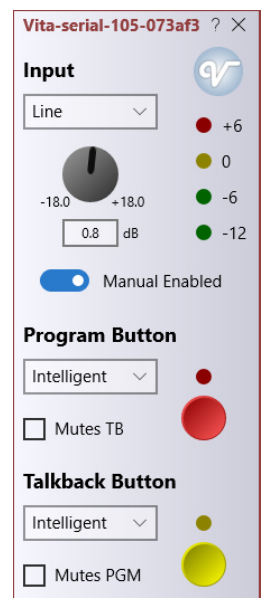 Vita-serial-105-073af3 ? ×
Input
Line
+6
0
-6
-12
-18.0 +18.0
0.8 dB
Manual Enabled
Program Button
Intelligent
Mutes TB
Talkback Button
Intelligent
Mutes PGM